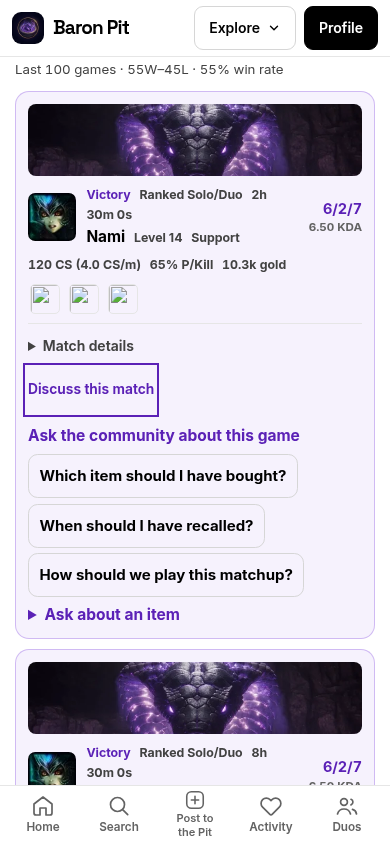 Baron Pit
Explore
Profile
Last 100 games · 55W–45L · 55% win rate
Victory Ranked Solo/Duo 2h
30m 0s
Nami Level 14 Support
6/2/7
6.50 KDA
120 CS (4.0 CS/m) 65% P/Kill 10.3k gold
Match details
Discuss this match
Ask the community about this game
Which item should I have bought?
When should I have recalled?
How should we play this matchup?
Ask about an item
Victory Ranked Solo/Duo 8h
30m 0s
6/2/7
Home
Search
Post to
the Pit
Activity
Duos